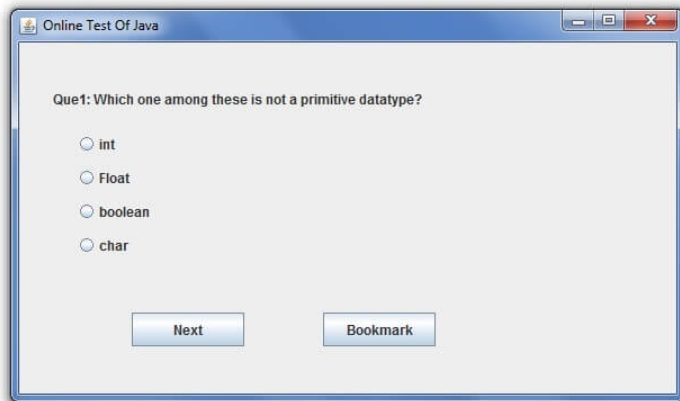 Online Test Of Java
Que1: Which one among these is not a primitive datatype?
int
Float
boolean
char
Next Bookmark